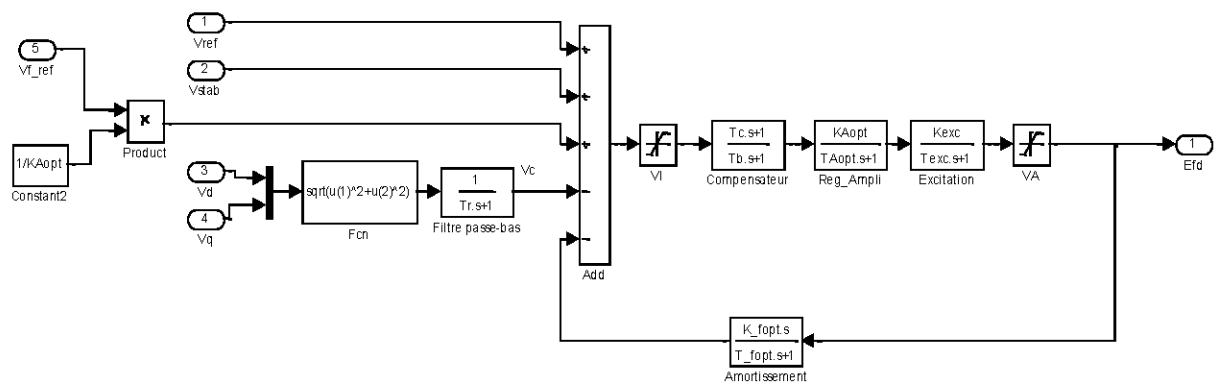 1
Vref
5
Vf_ref
2
Vstab
×
Product
1/KAopt
Constant2
3
Vd
4
Vq
sqrt(u(1)^2+u(2)^2)
Fcn
1
Tr.s+1
Filtre passe-bas
Vc
+
+
+
-
-
Add
VI
Tc.s+1
Tb.s+1
Compensateur
KAopt
TAopt.s+1
Reg_Ampli
Kexc
Texc.s+1
Excitation
VA
1
Efd
K_fopt.s
T_fopt.s+1
Amortissement